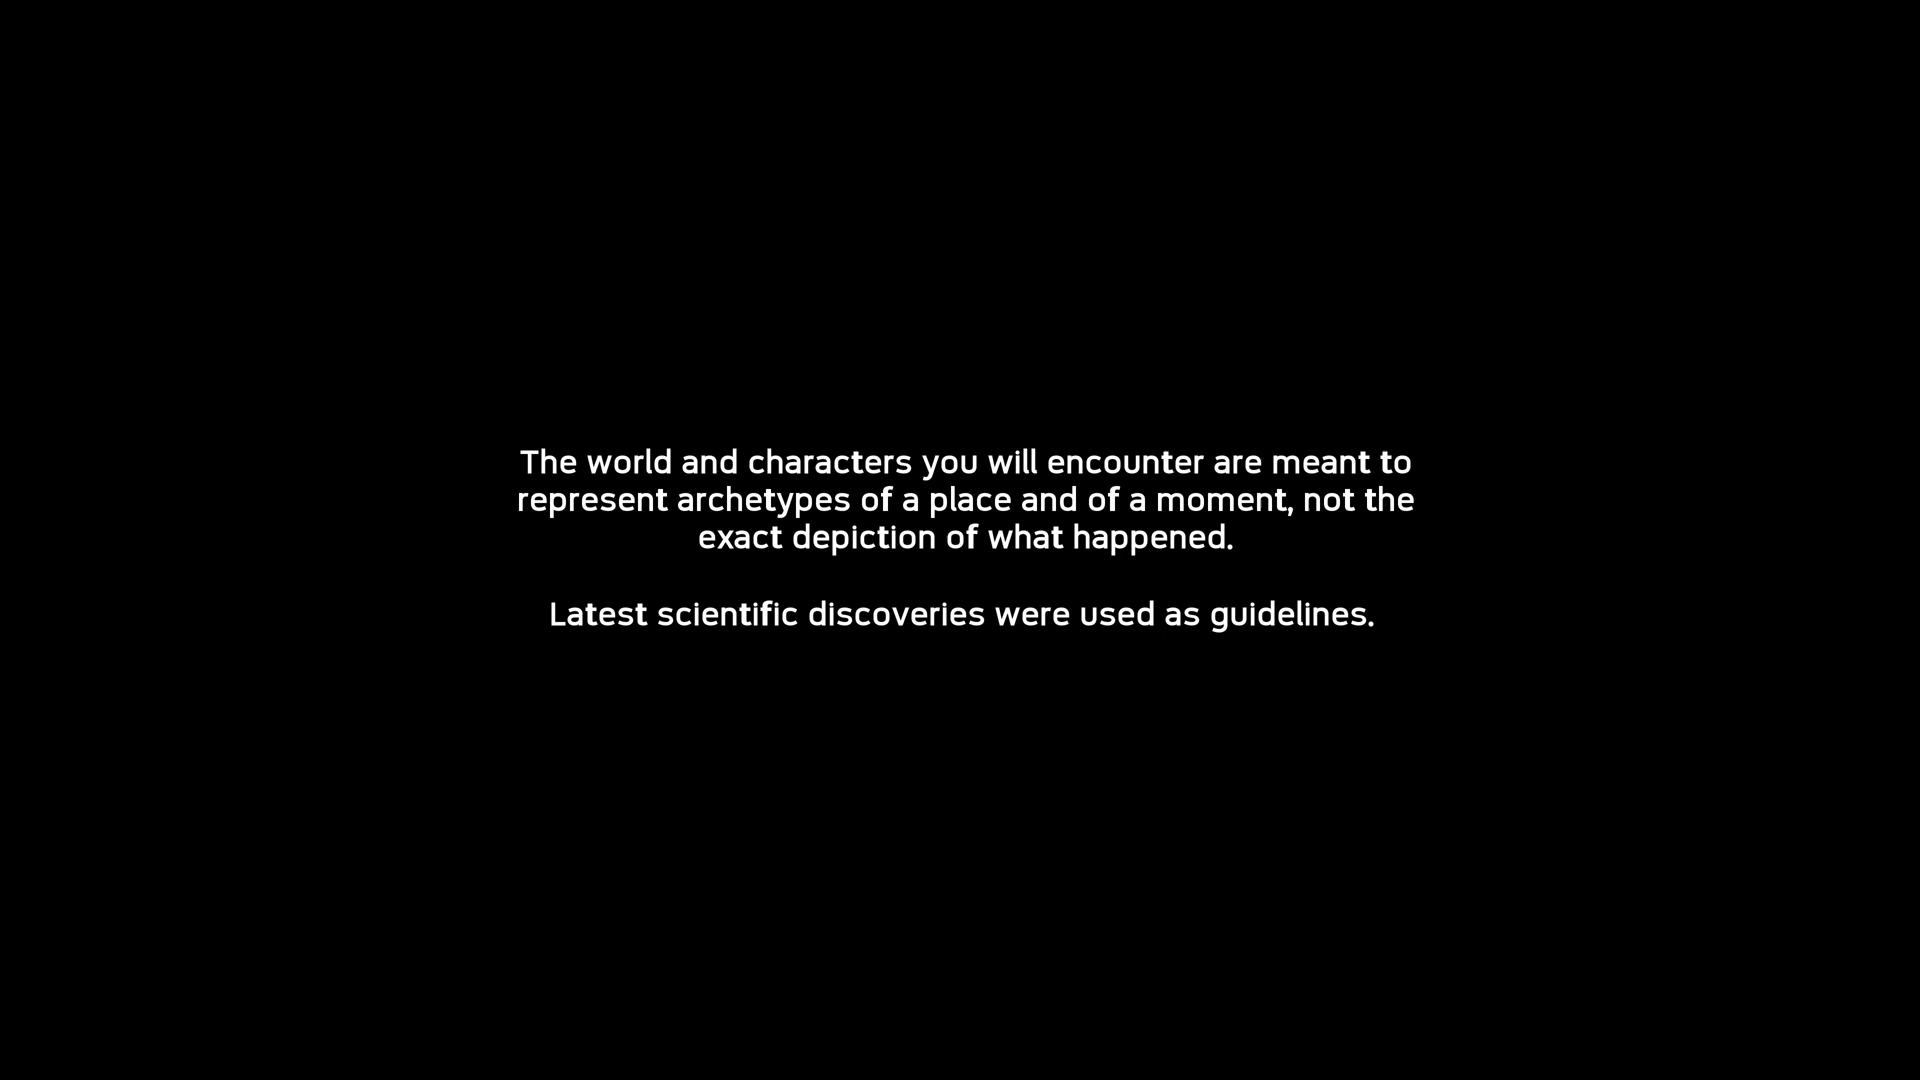 The world and characters you will encounter are meant to
represent archetypes of a place and of a moment, not the
exact depiction of what happened.
Latest scientific discoveries were used as guidelines.